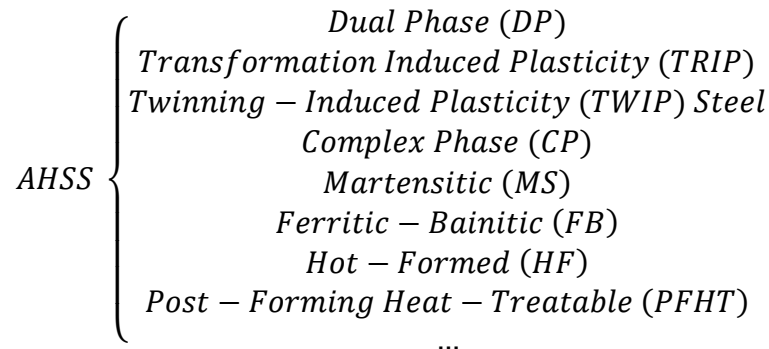 AHSS
Dual Phase (DP)
Transformation Induced Plasticity (TRIP)
Twinning − Induced Plasticity (TWIP) Steel
Complex Phase (CP)
Martensitic (MS)
Ferritic − Bainitic (FB)
Hot − Formed (HF)
Post − Forming Heat − Treatable (PFHT)
...